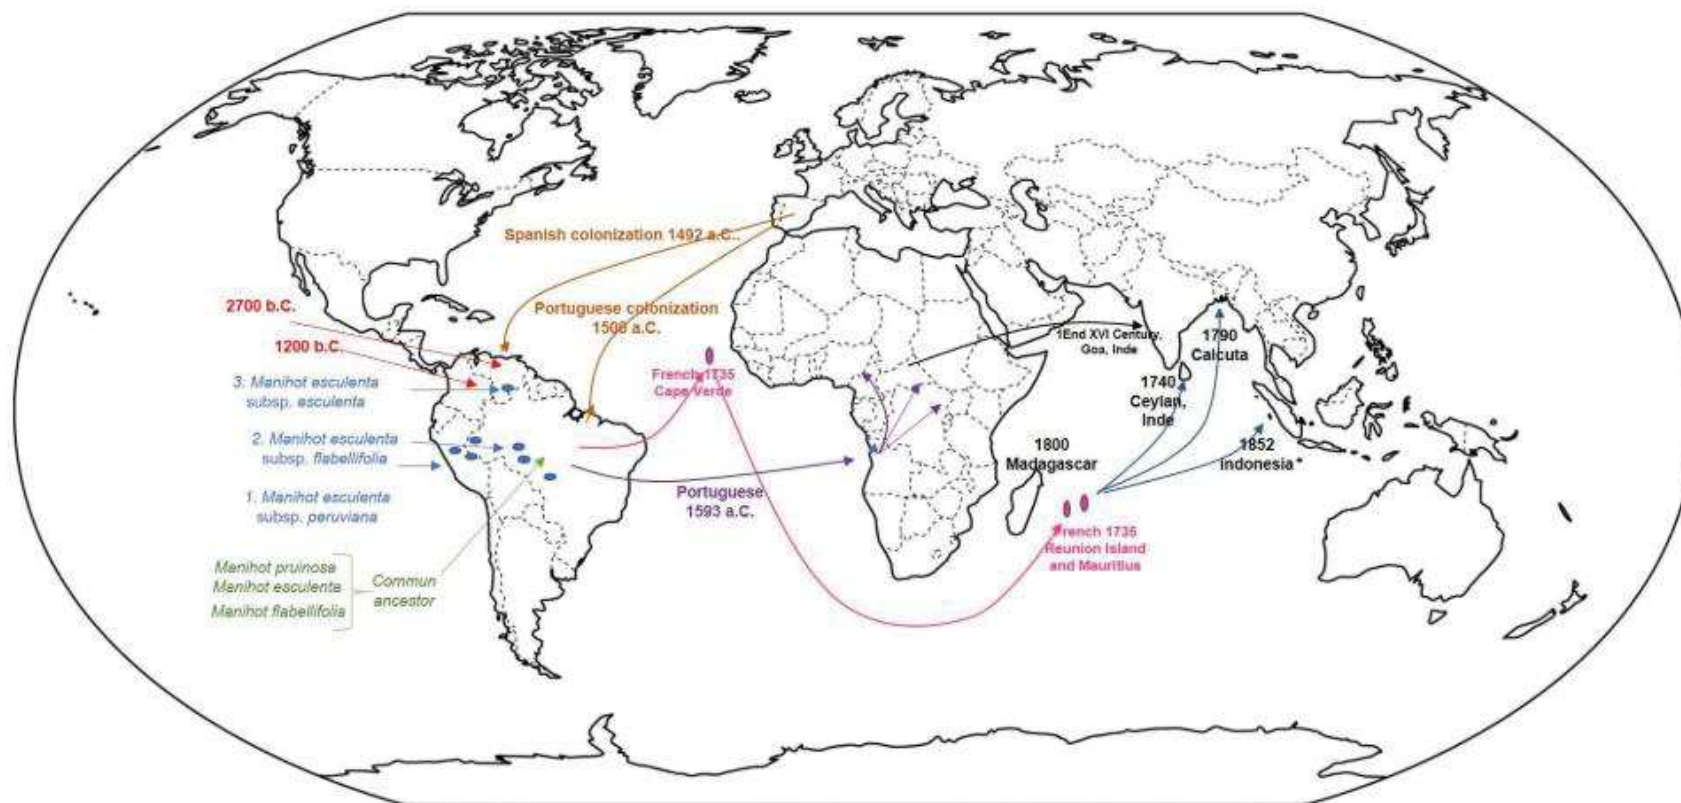 Spanish colonization 1492 a.C..
Portuguese colonization
1500 a.C.
2700 b.C.
1200 b.C.
3. Manihot esculenta
subsp. esculenta
2. Manihot esculenta
subsp. flabellifolia
1. Manihot esculenta
subsp. peruviana
Manihot pruinosa
Manihot esculenta
Manihot flabellifolia
Commun
ancestor
French 1735
Cape Verde
Portuguese
1593 a.C.
1End XVI Century,
Goa, Inde
1790
Calcuta
1740
Ceylan,
Inde
1800
Madagascar
1852
indonesia
French 1735
Reunion Island
and Mauritius